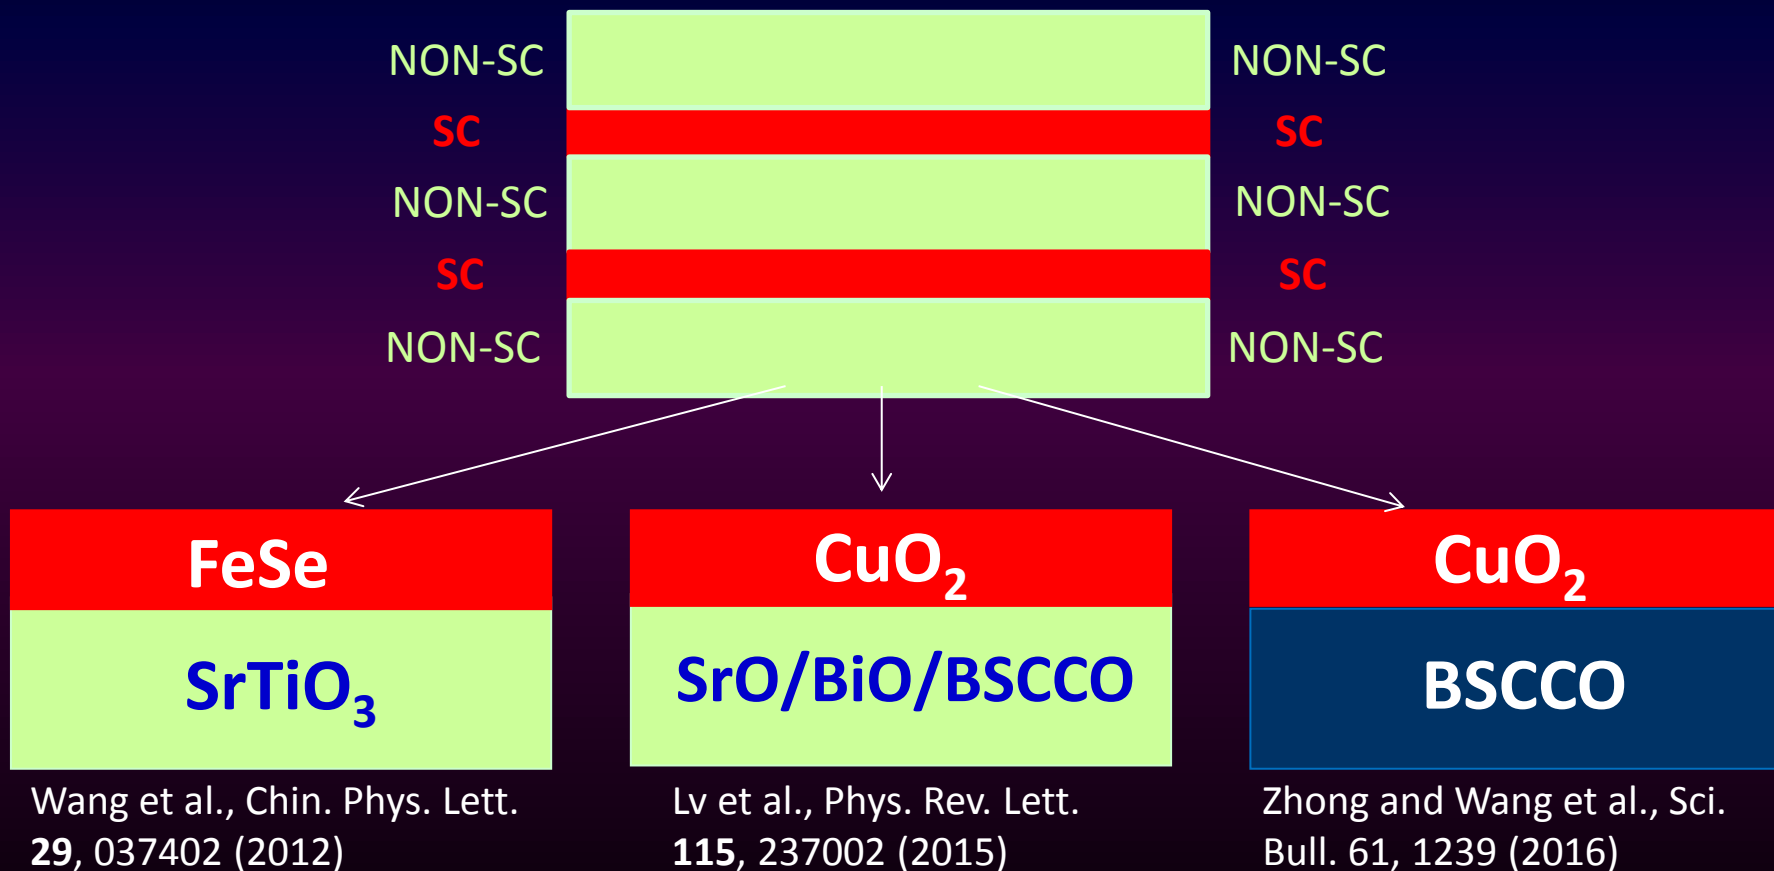 NON-SC NON-SC
SC SC
NON-SC NON-SC
SC SC
NON-SC NON-SC
FeSe
SrTiO₃
Wang et al., Chin. Phys. Lett.
29, 037402 (2012)
CuO₂
SrO/BiO/BSCCO
Lv et al., Phys. Rev. Lett.
115, 237002 (2015)
CuO₂
BSCCO
Zhong and Wang et al., Sci.
Bull. 61, 1239 (2016)